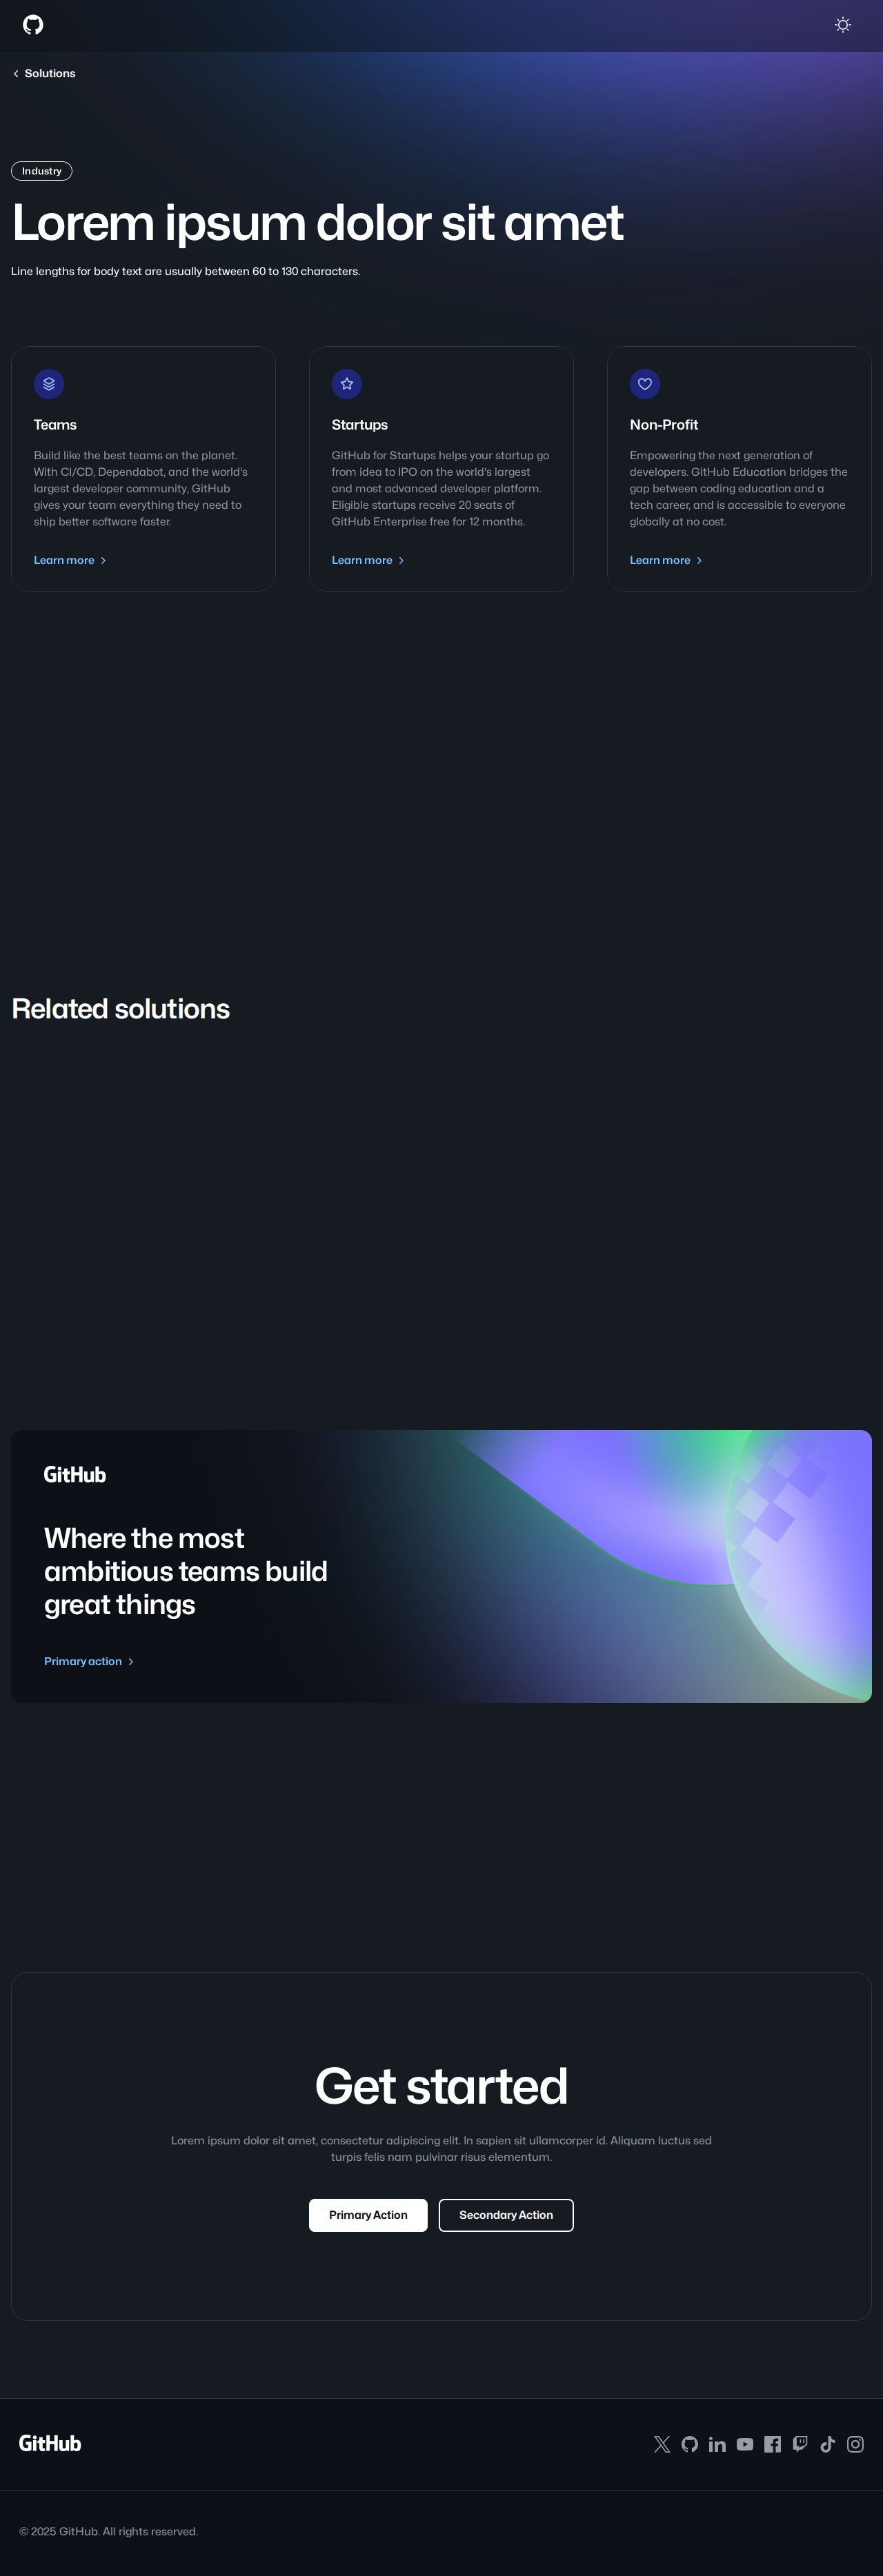 Solutions
Industry
Lorem ipsum dolor sit amet
Line lengths for body text are usually between 60 to 130 characters.
Teams
Build like the best teams on the planet.
With CI/CD, Dependabot, and the world's
largest developer community, GitHub
gives your team everything they need to
ship better software faster.
Learn more
Startups
GitHub for Startups helps your startup go
from idea to IPO on the world's largest
and most advanced developer platform.
Eligible startups receive 20 seats of
GitHub Enterprise free for 12 months.
Learn more
Non-Profit
Empowering the next generation of
developers. GitHub Education bridges the
gap between coding education and a
tech career, and is accessible to everyone
globally at no cost.
Learn more
Related solutions
GitHub
Where the most
ambitious teams build
great things
Primary action
Get started
Lorem ipsum dolor sit amet, consectetur adipiscing elit. In sapien sit ullamcorper id. Aliquam luctus sed
turpis felis nam pulvinar risus elementum.
Primary Action
Secondary Action
GitHub
© 2025 GitHub. All rights reserved.